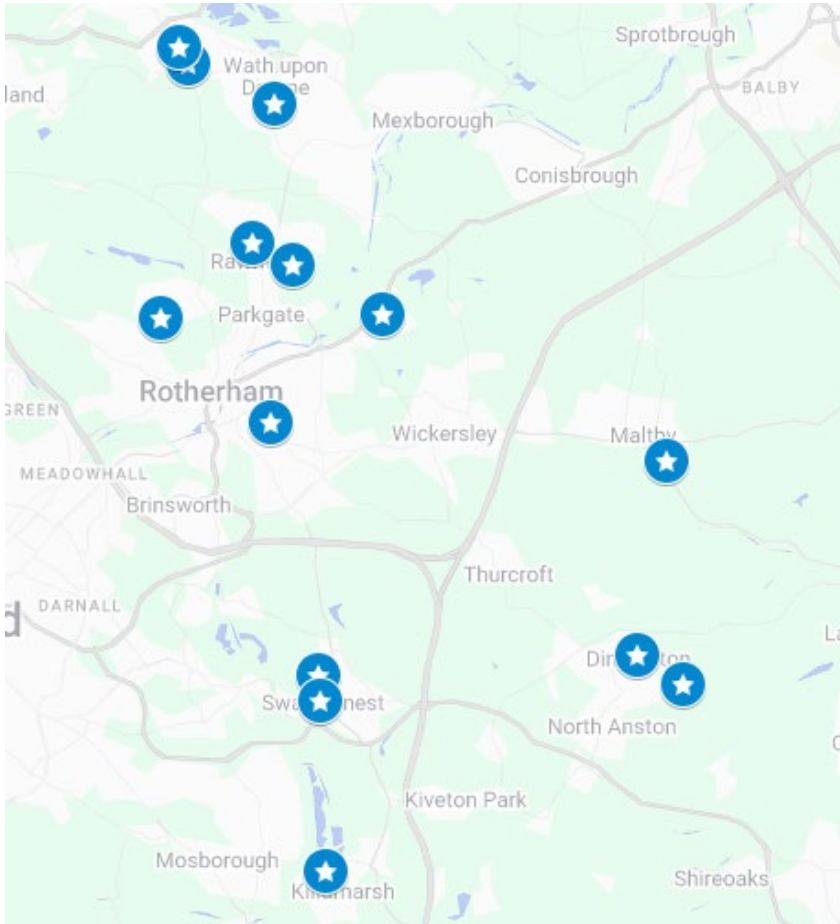 Sprotbrough
Wath upon
BALBY
land
Mexborough
Conisbrough
Parkgate
Rotherham
GREEN
Wickersley
Maltby
MEADOWHALL
Brinsworth
Thurcroft
DARNALL
d
North Anston
Kiveton Park
Mosborough
Shireoaks